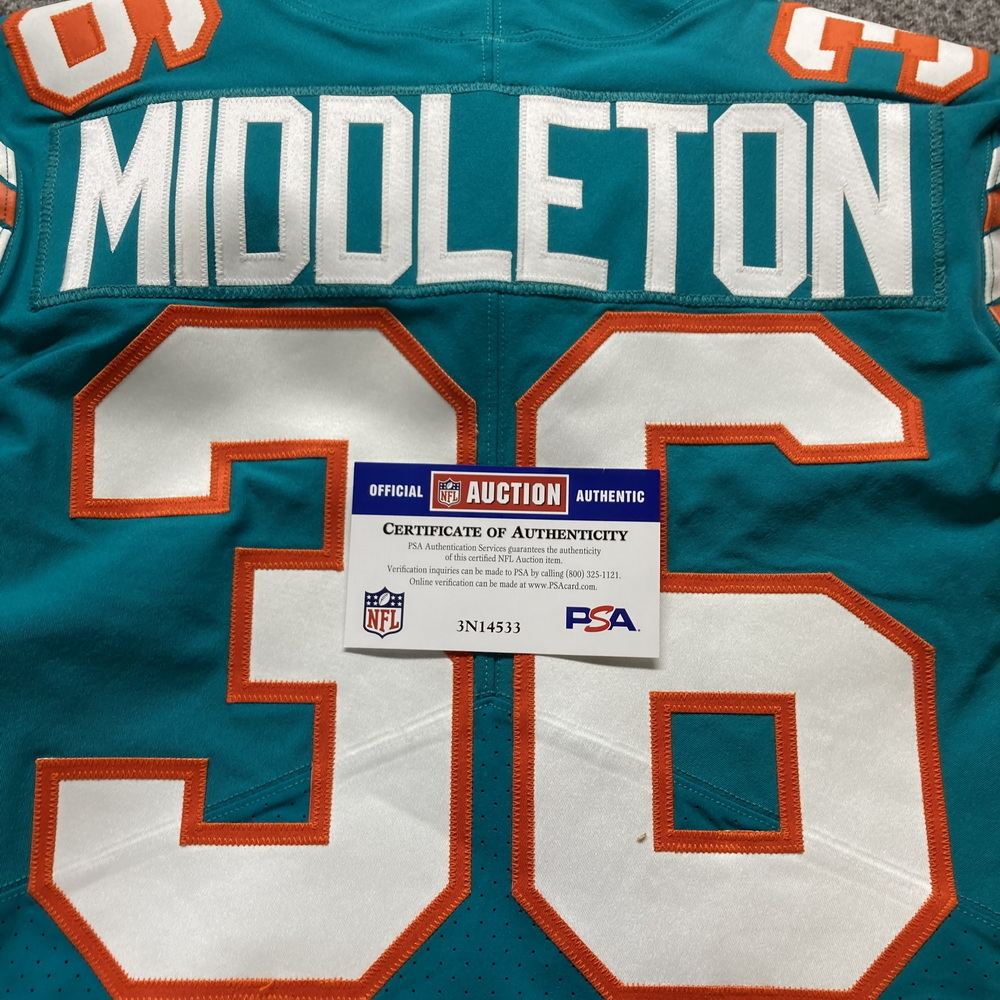 6 3
MIDDLETON
36
OFFICIAL NFL AUCTION AUTHENTIC
CERTIFICATE OF AUTHENTICITY
PSA Authentication Services guarantees the authenticity
of this certified NFL Auction item.
Verification inquiries can be made to PSA by calling (800) 325-1121.
Online verification can be made at www.PSAcard.com.
NFL 3N14533 PSA